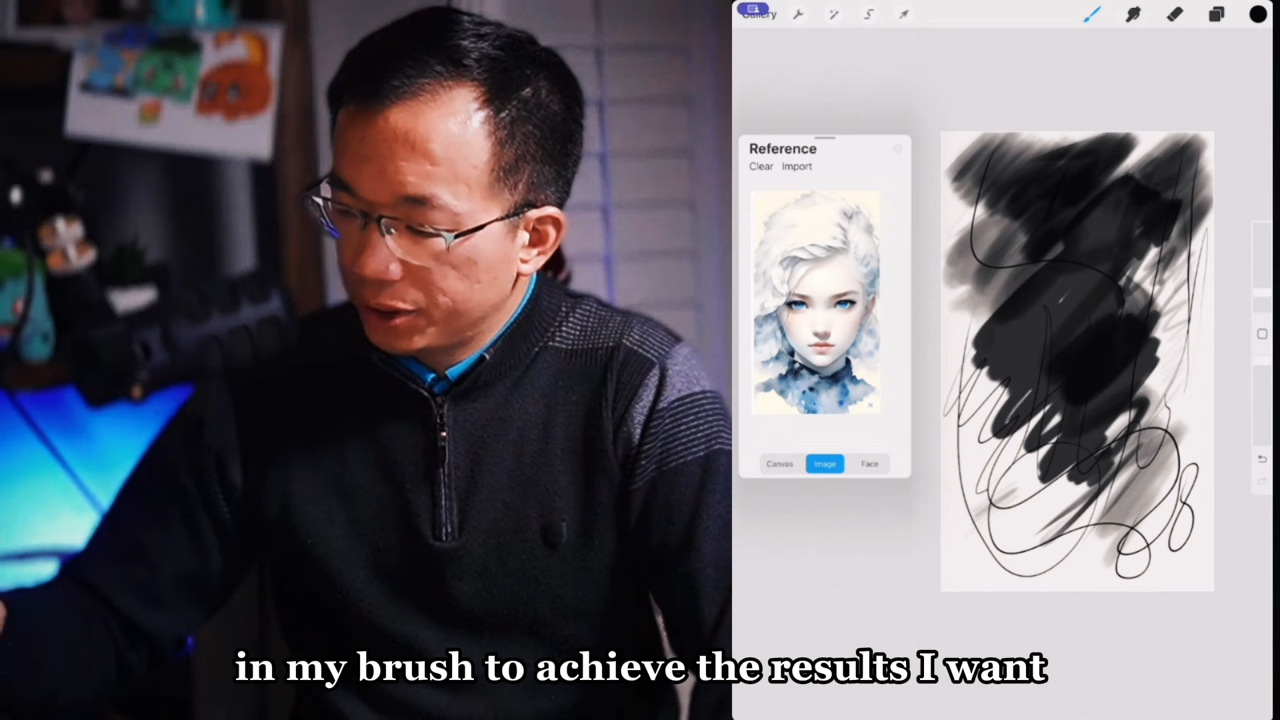 Gallery
Reference
Clear Import
Canvas Image Face
in my brush to achieve the results I want